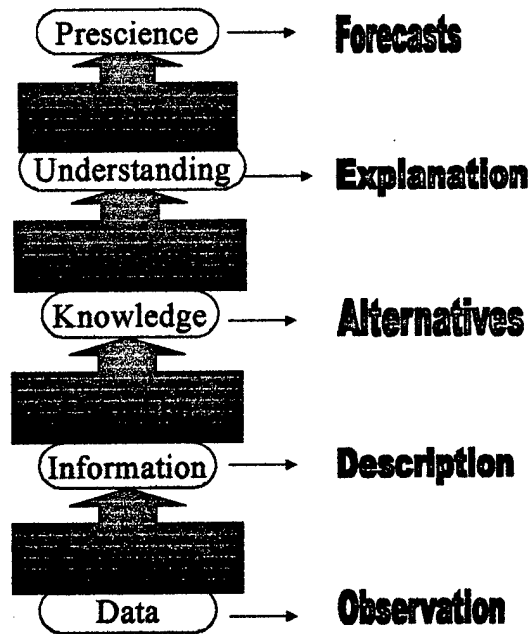 Prescience Forecasts
Understanding Explanation
Knowledge Alternatives
Information Description
Data Observation